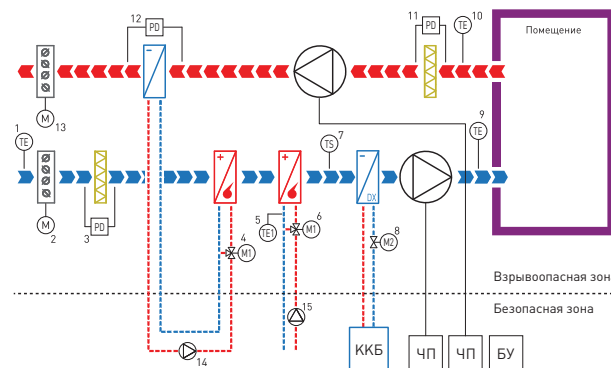 12
PD
11
PD
TE
10
Помещение
M
13
1
TE
7
TS
9
TE
M
2
3
PD
DX
4
M1
5
TE1
6
M1
8
M2
Взрывоопасная зона
Безопасная зона
15
14
ККБ
ЧП
ЧП
БУ